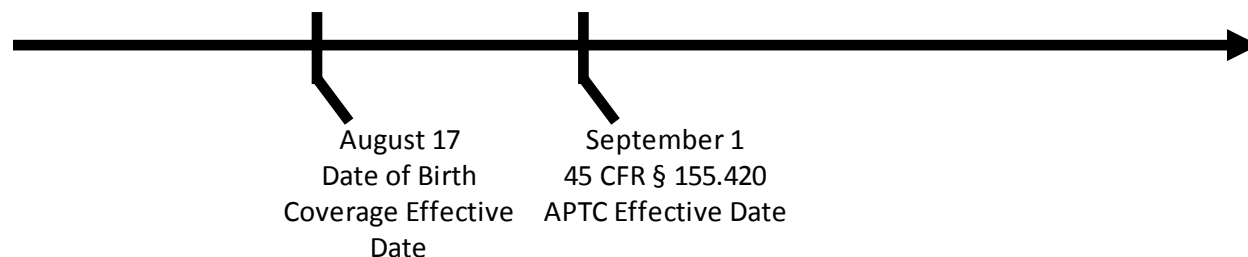 August 17
Date of Birth
Coverage Effective
Date
September 1
45 CFR § 155.420
APTC Effective Date